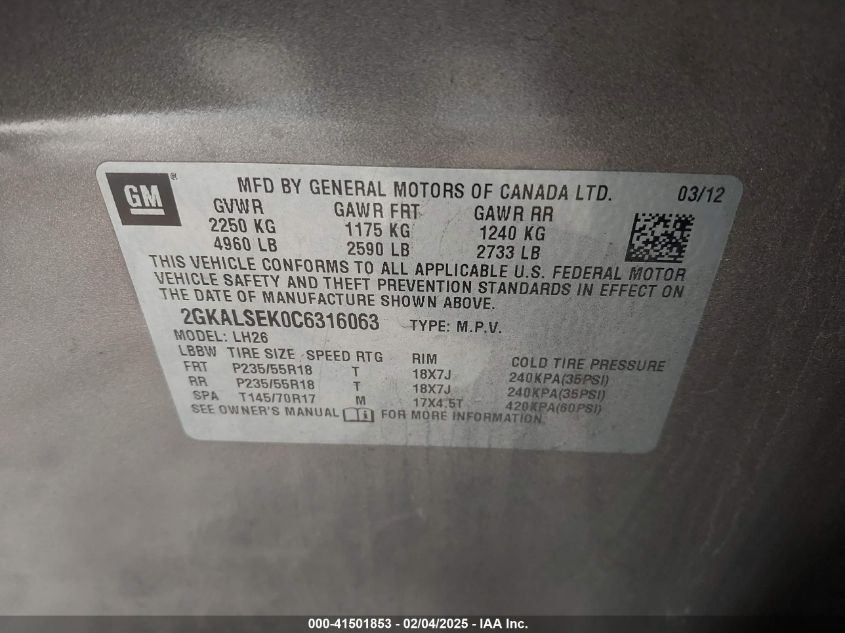 GM
MFD BY GENERAL MOTORS OF CANADA LTD. 03/12
GVWR GAWR FRT GAWR RR
2250 KG 1175 KG 1240 KG
4960 LB 2590 LB 2733 LB
THIS VEHICLE CONFORMS TO ALL APPLICABLE U.S. FEDERAL MOTOR
VEHICLE SAFETY AND THEFT PREVENTION STANDARDS IN EFFECT ON
THE DATE OF MANUFACTURE SHOWN ABOVE.
2GKALSEK0C6316063 TYPE: M.P.V.
MODEL: LH26
LBBW TIRE SIZE SPEED RTG RIM COLD TIRE PRESSURE
FRT P235/55R18 T 18X7J 240KPA(35PSI)
RR P235/55R18 T 18X7J 240KPA(35PSI)
SPA T145/70R17 M 17X4.5T 420KPA(60PSI)
SEE OWNER'S MANUAL FOR MORE INFORMATION.
000-41501853 - 02/04/2025 - IAA Inc.